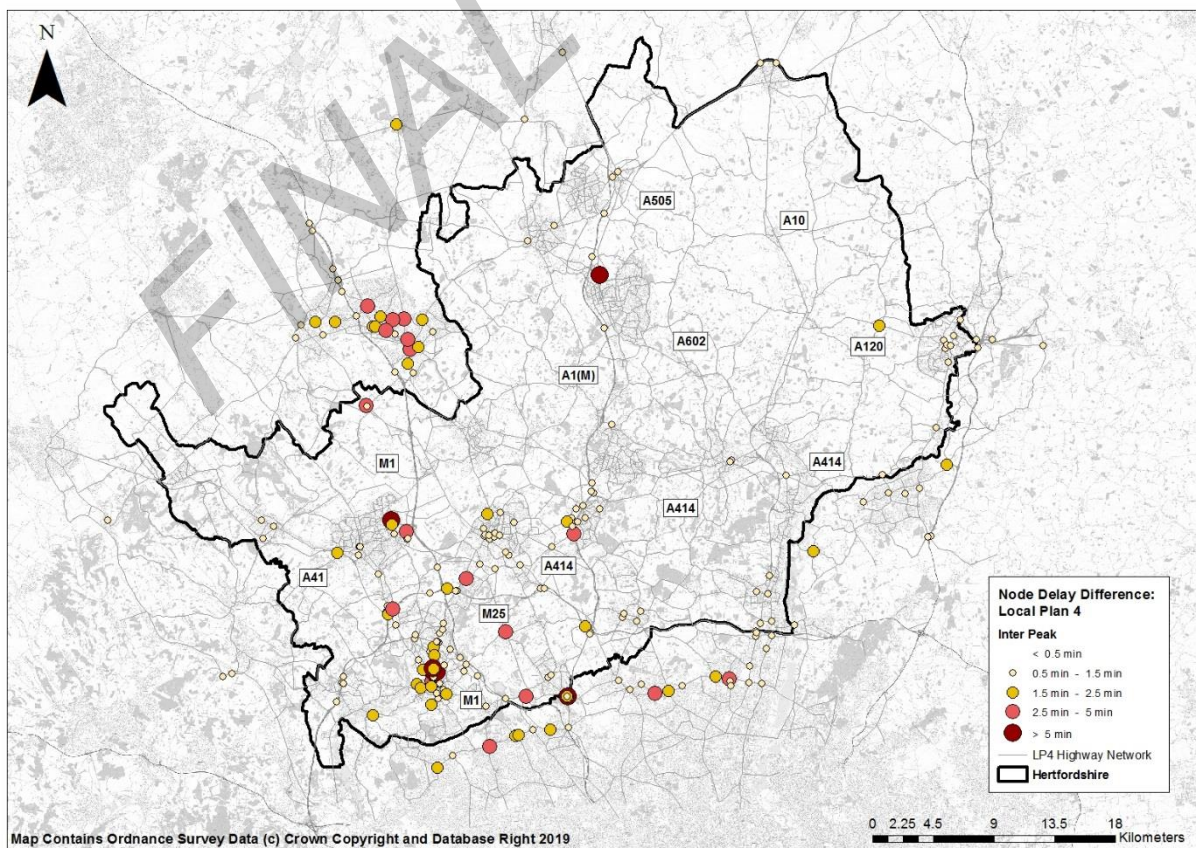 FINAL
N
A505
A10
A602
A120
A1(M)
M1
A414
A414
A41
A414
M25
M1
Node Delay Difference:
Local Plan 4
Inter Peak
< 0.5 min
0.5 min - 1.5 min
1.5 min - 2.5 min
2.5 min - 5 min
> 5 min
LP4 Highway Network
Hertfordshire
Map Contains Ordnance Survey Data (c) Crown Copyright and Database Right 2019
0 2.25 4.5 9 13.5 18
Kilometers